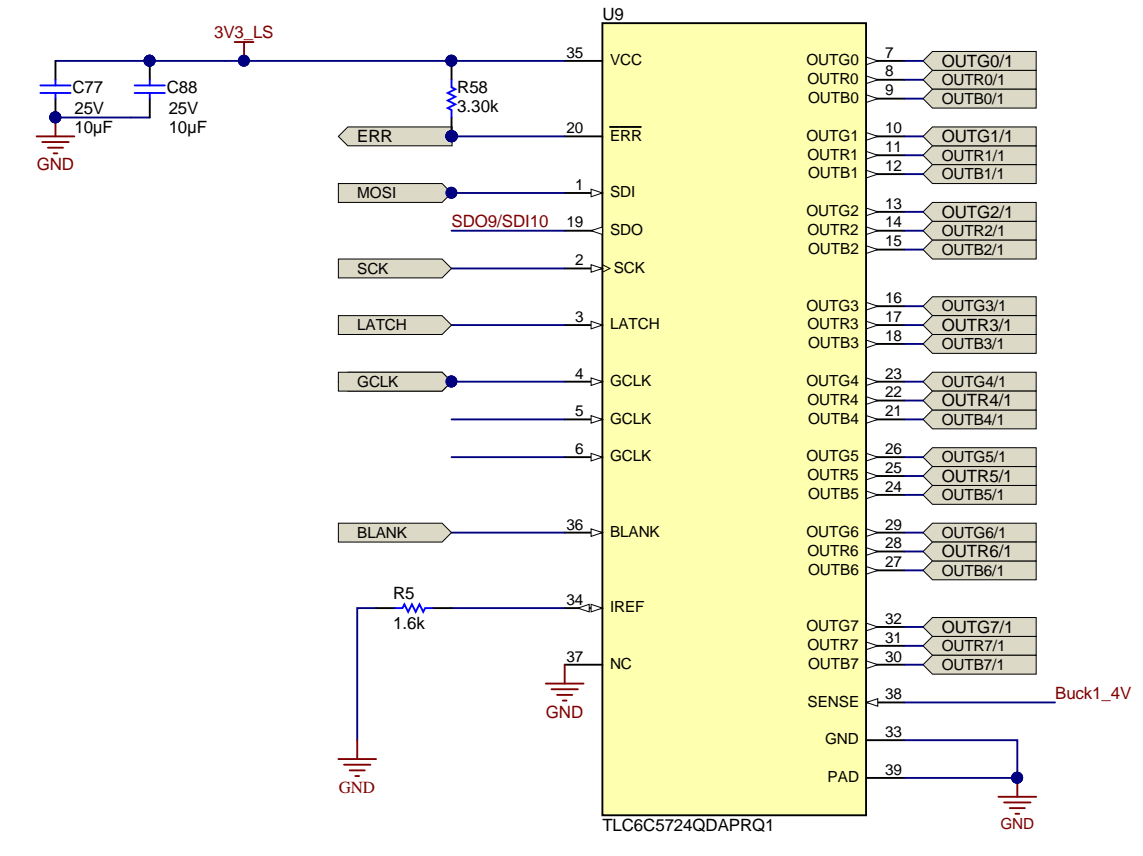 U9
3V3_LS
35 VCC
C77
25V
10µF
C88
25V
10µF
GND
R58
3.30k
ERR
20 ERR
MOSI
1 SDI
SDO9/SDI10
19 SDO
SCK
2 SCK
LATCH
3 LATCH
GCLK
4 GCLK
5 GCLK
6 GCLK
BLANK
36 BLANK
R5
1.6k
34 IREF
37 NC
GND
GND
OUTG0 7 OUTG0/1
OUTR0 8 OUTR0/1
OUTB0 9 OUTB0/1
OUTG1 10 OUTG1/1
OUTR1 11 OUTR1/1
OUTB1 12 OUTB1/1
OUTG2 13 OUTG2/1
OUTR2 14 OUTR2/1
OUTB2 15 OUTB2/1
OUTG3 16 OUTG3/1
OUTR3 17 OUTR3/1
OUTB3 18 OUTB3/1
OUTG4 23 OUTG4/1
OUTR4 22 OUTR4/1
OUTB4 21 OUTB4/1
OUTG5 26 OUTG5/1
OUTR5 25 OUTR5/1
OUTB5 24 OUTB5/1
OUTG6 29 OUTG6/1
OUTR6 28 OUTR6/1
OUTB6 27 OUTB6/1
OUTG7 32 OUTG7/1
OUTR7 31 OUTR7/1
OUTB7 30 OUTB7/1
SENSE 38 Buck1_4V
GND 33
PAD 39
GND
TLC6C5724QDAPRQ1